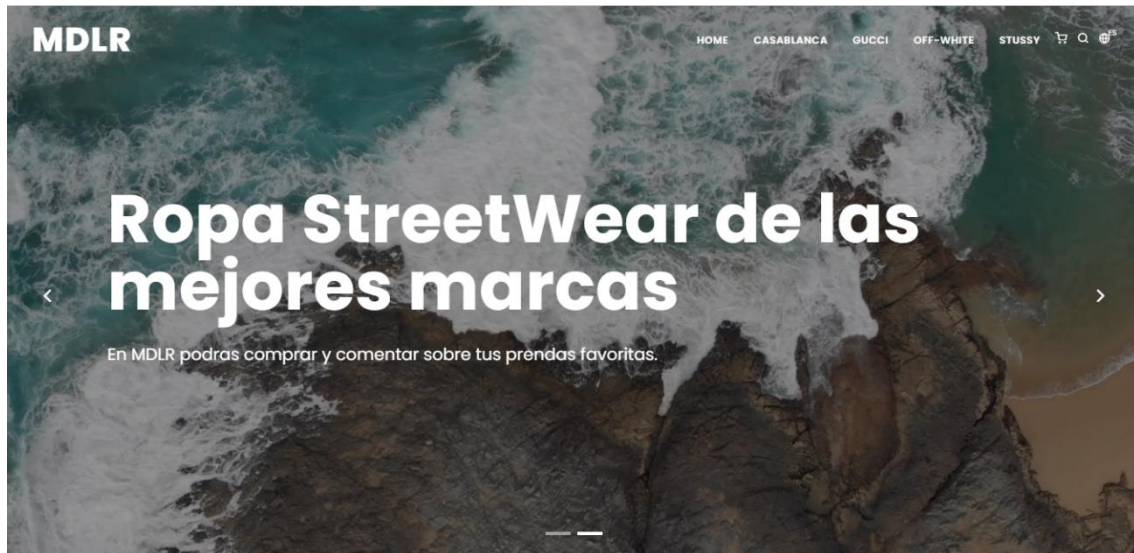 MDLR
HOME CASABLANCA GUCCI OFF-WHITE STUSSY ES
Ropa StreetWear de las
mejores marcas
En MDLR podras comprar y comentar sobre tus prendas favoritas.